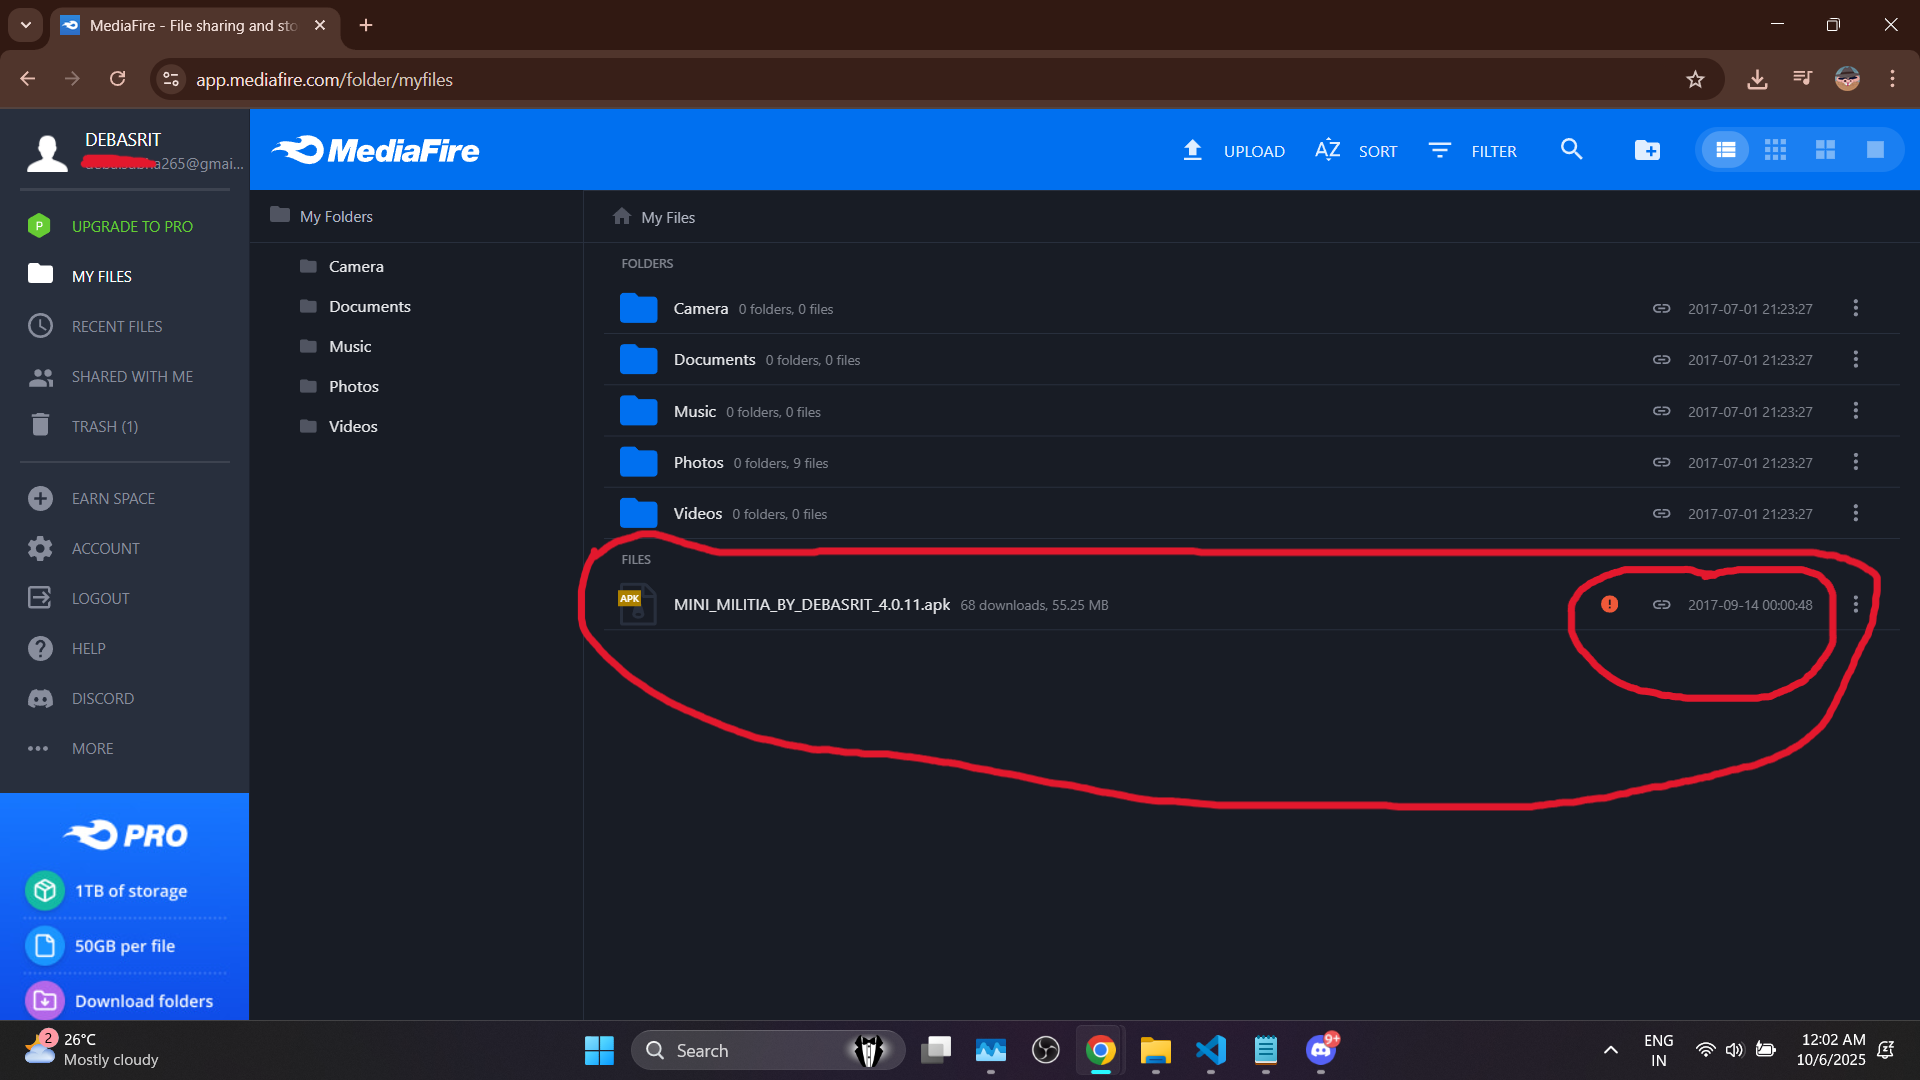 MediaFire - File sharing and sto
app.mediafire.com/folder/myfiles
DEBASRIT
a265@gmai...
MediaFire
UPLOAD
AZ
SORT
FILTER
P
UPGRADE TO PRO
MY FILES
RECENT FILES
SHARED WITH ME
TRASH (1)
EARN SPACE
ACCOUNT
LOGOUT
HELP
DISCORD
MORE
PRO
1TB of storage
50GB per file
Download folders
My Folders
Camera
Documents
Music
Photos
Videos
My Files
FOLDERS
Camera 0 folders, 0 files 2017-07-01 21:23:27
Documents 0 folders, 0 files 2017-07-01 21:23:27
Music 0 folders, 0 files 2017-07-01 21:23:27
Photos 0 folders, 9 files 2017-07-01 21:23:27
Videos 0 folders, 0 files 2017-07-01 21:23:27
FILES
APK
MINI_MILITIA_BY_DEBASRIT_4.0.11.apk 68 downloads, 55.25 MB ! 2017-09-14 00:00:48
2
26°C
Mostly cloudy
Search
9+
ENG
IN
12:02 AM
10/6/2025